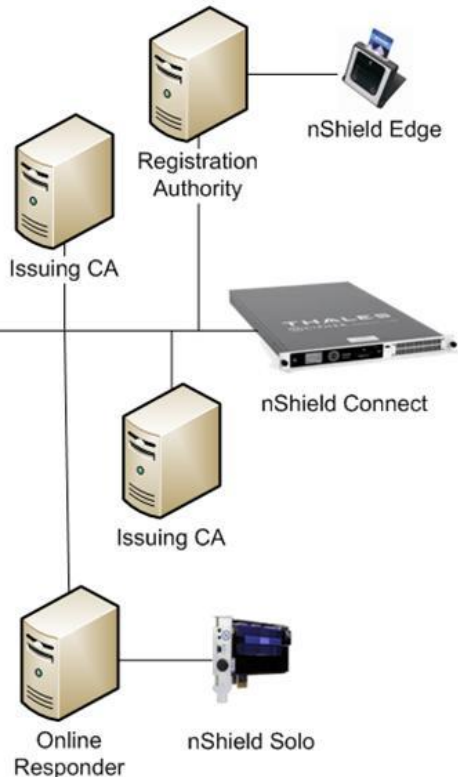 nShield Edge
Registration
Authority
Issuing CA
THALES
nShield Connect
Issuing CA
Online
Responder
nShield Solo